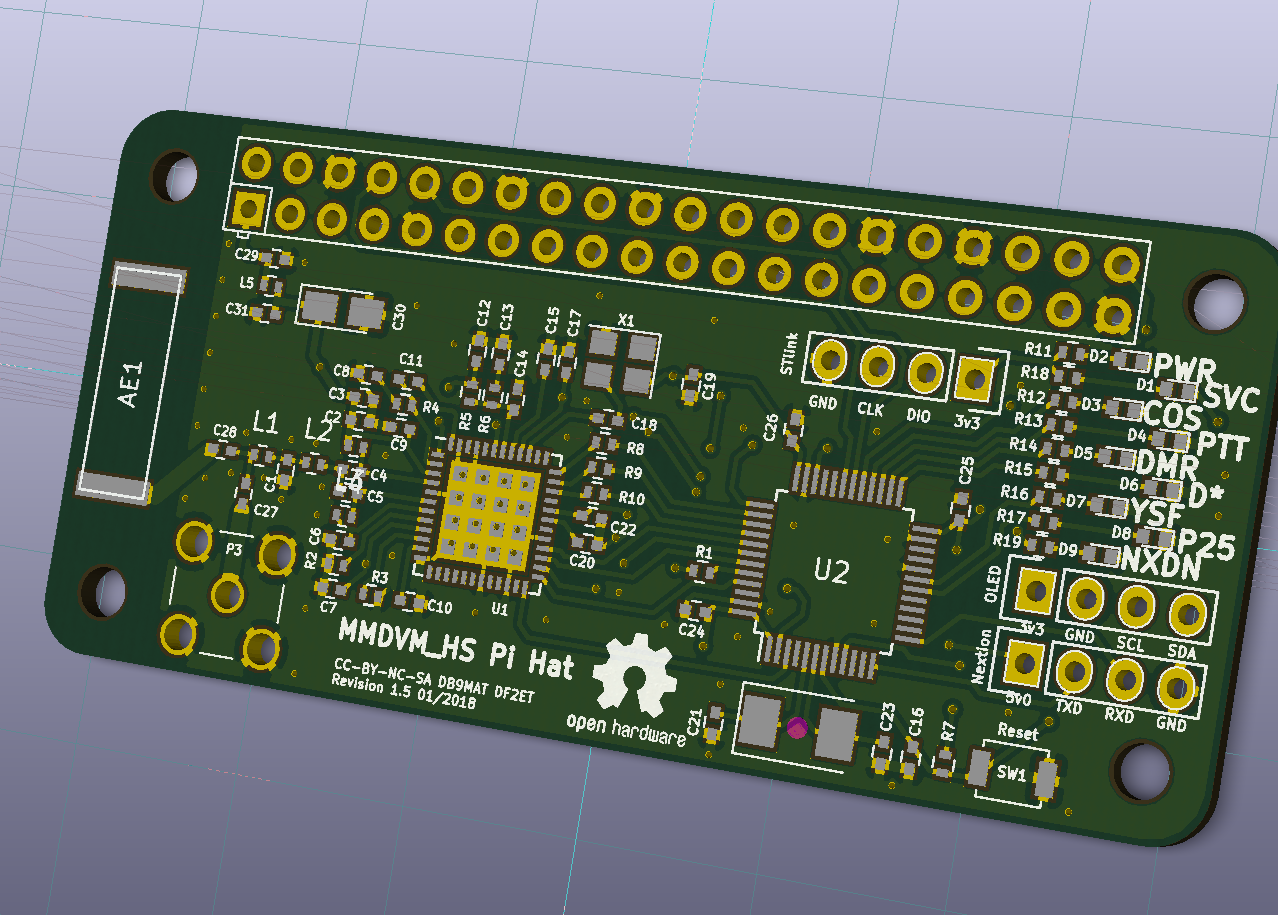 C29
L5
C31
C30
AE1
C12
C13
C15
C17
X1
C14
C19
C8
C11
C3
R4
R5
R6
C2
C9
C18
R8
R9
R10
C22
C20
L1
L2
C28
C1
C4
C5
C27
C6
R2
C7
R3
C10
P3
U1
STlink
GND
CLK
DIO
3v3
C26
C25
R1
C24
U2
R11
R18
R12
R13
R14
R15
R16
R17
R19
D2
PWR
D1
SVC
D3
COS
D4
PTT
D5
DMR
D6
D*
D7
YSF
D8
P25
D9
NXDN
OLED
3v3
GND
SCL
SDA
Nextion
5v0
TXD
RXD
GND
MMDVM_HS Pi Hat
CC-BY-NC-SA DB9MAT DF2ET
Revision 1.5 01/2018
open hardware
C21
C23
C16
R7
Reset
SW1